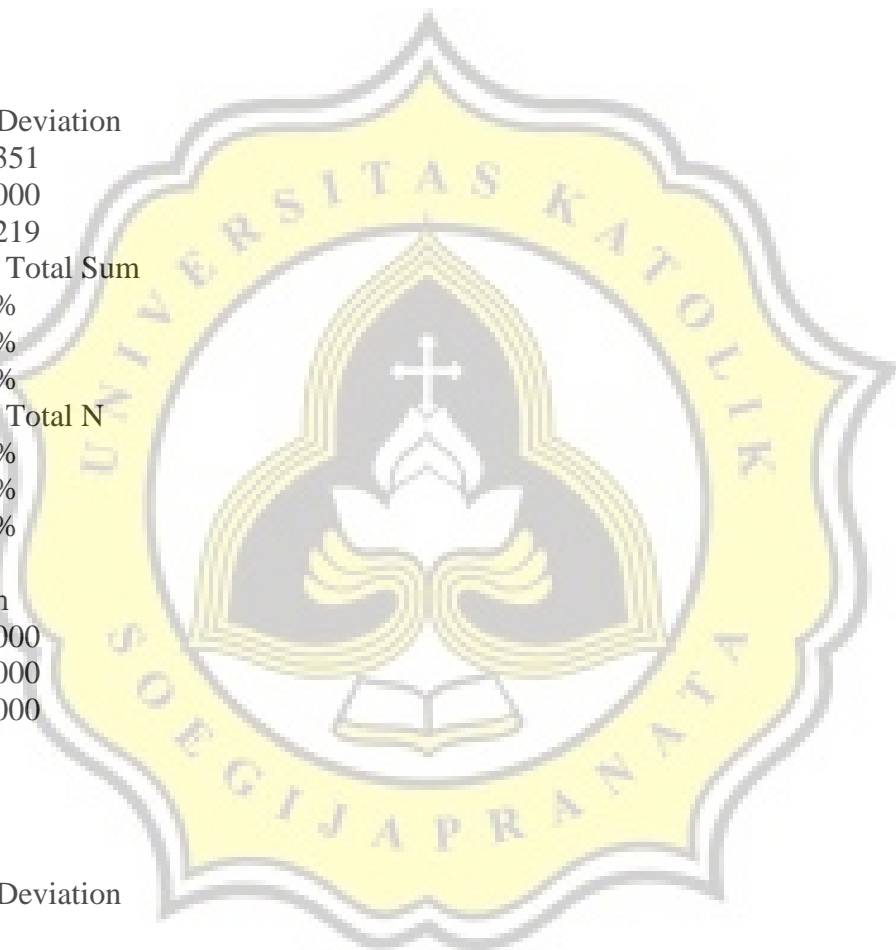 Deviation
351
000
219
Total Sum
%
%
%
Total N
%
%
%
n
000
000
000
Deviation
UNIVERSITAS KATOLIK
SOEGIJAPRANATA